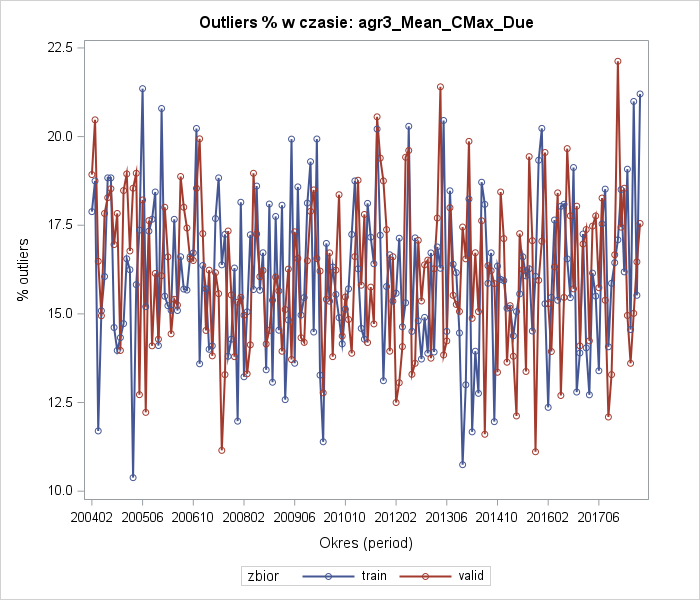 Outliers % w czasie: agr3_Mean_CMax_Due
% outliers
22.5
20.0
17.5
15.0
12.5
10.0
200402 200506 200610 200802 200906 201010 201202 201306 201410 201602 201706
Okres (period)
zbior train valid